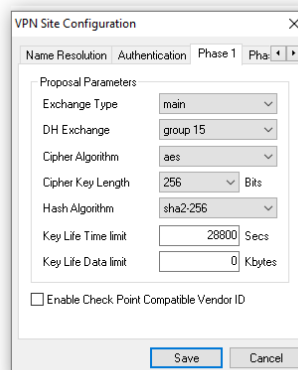 VPN Site Configuration
Name Resolution Authentication Phase 1
Proposal Parameters
Exchange Type main
DH Exchange group 15
Cipher Algorithm aes
Cipher Key Length 256 Bits
Hash Algorithm sha2-256
Key Life Time limit 28800 Secs
Key Life Data limit 0 Kbytes
Enable Check Point Compatible Vendor ID
Save Cancel